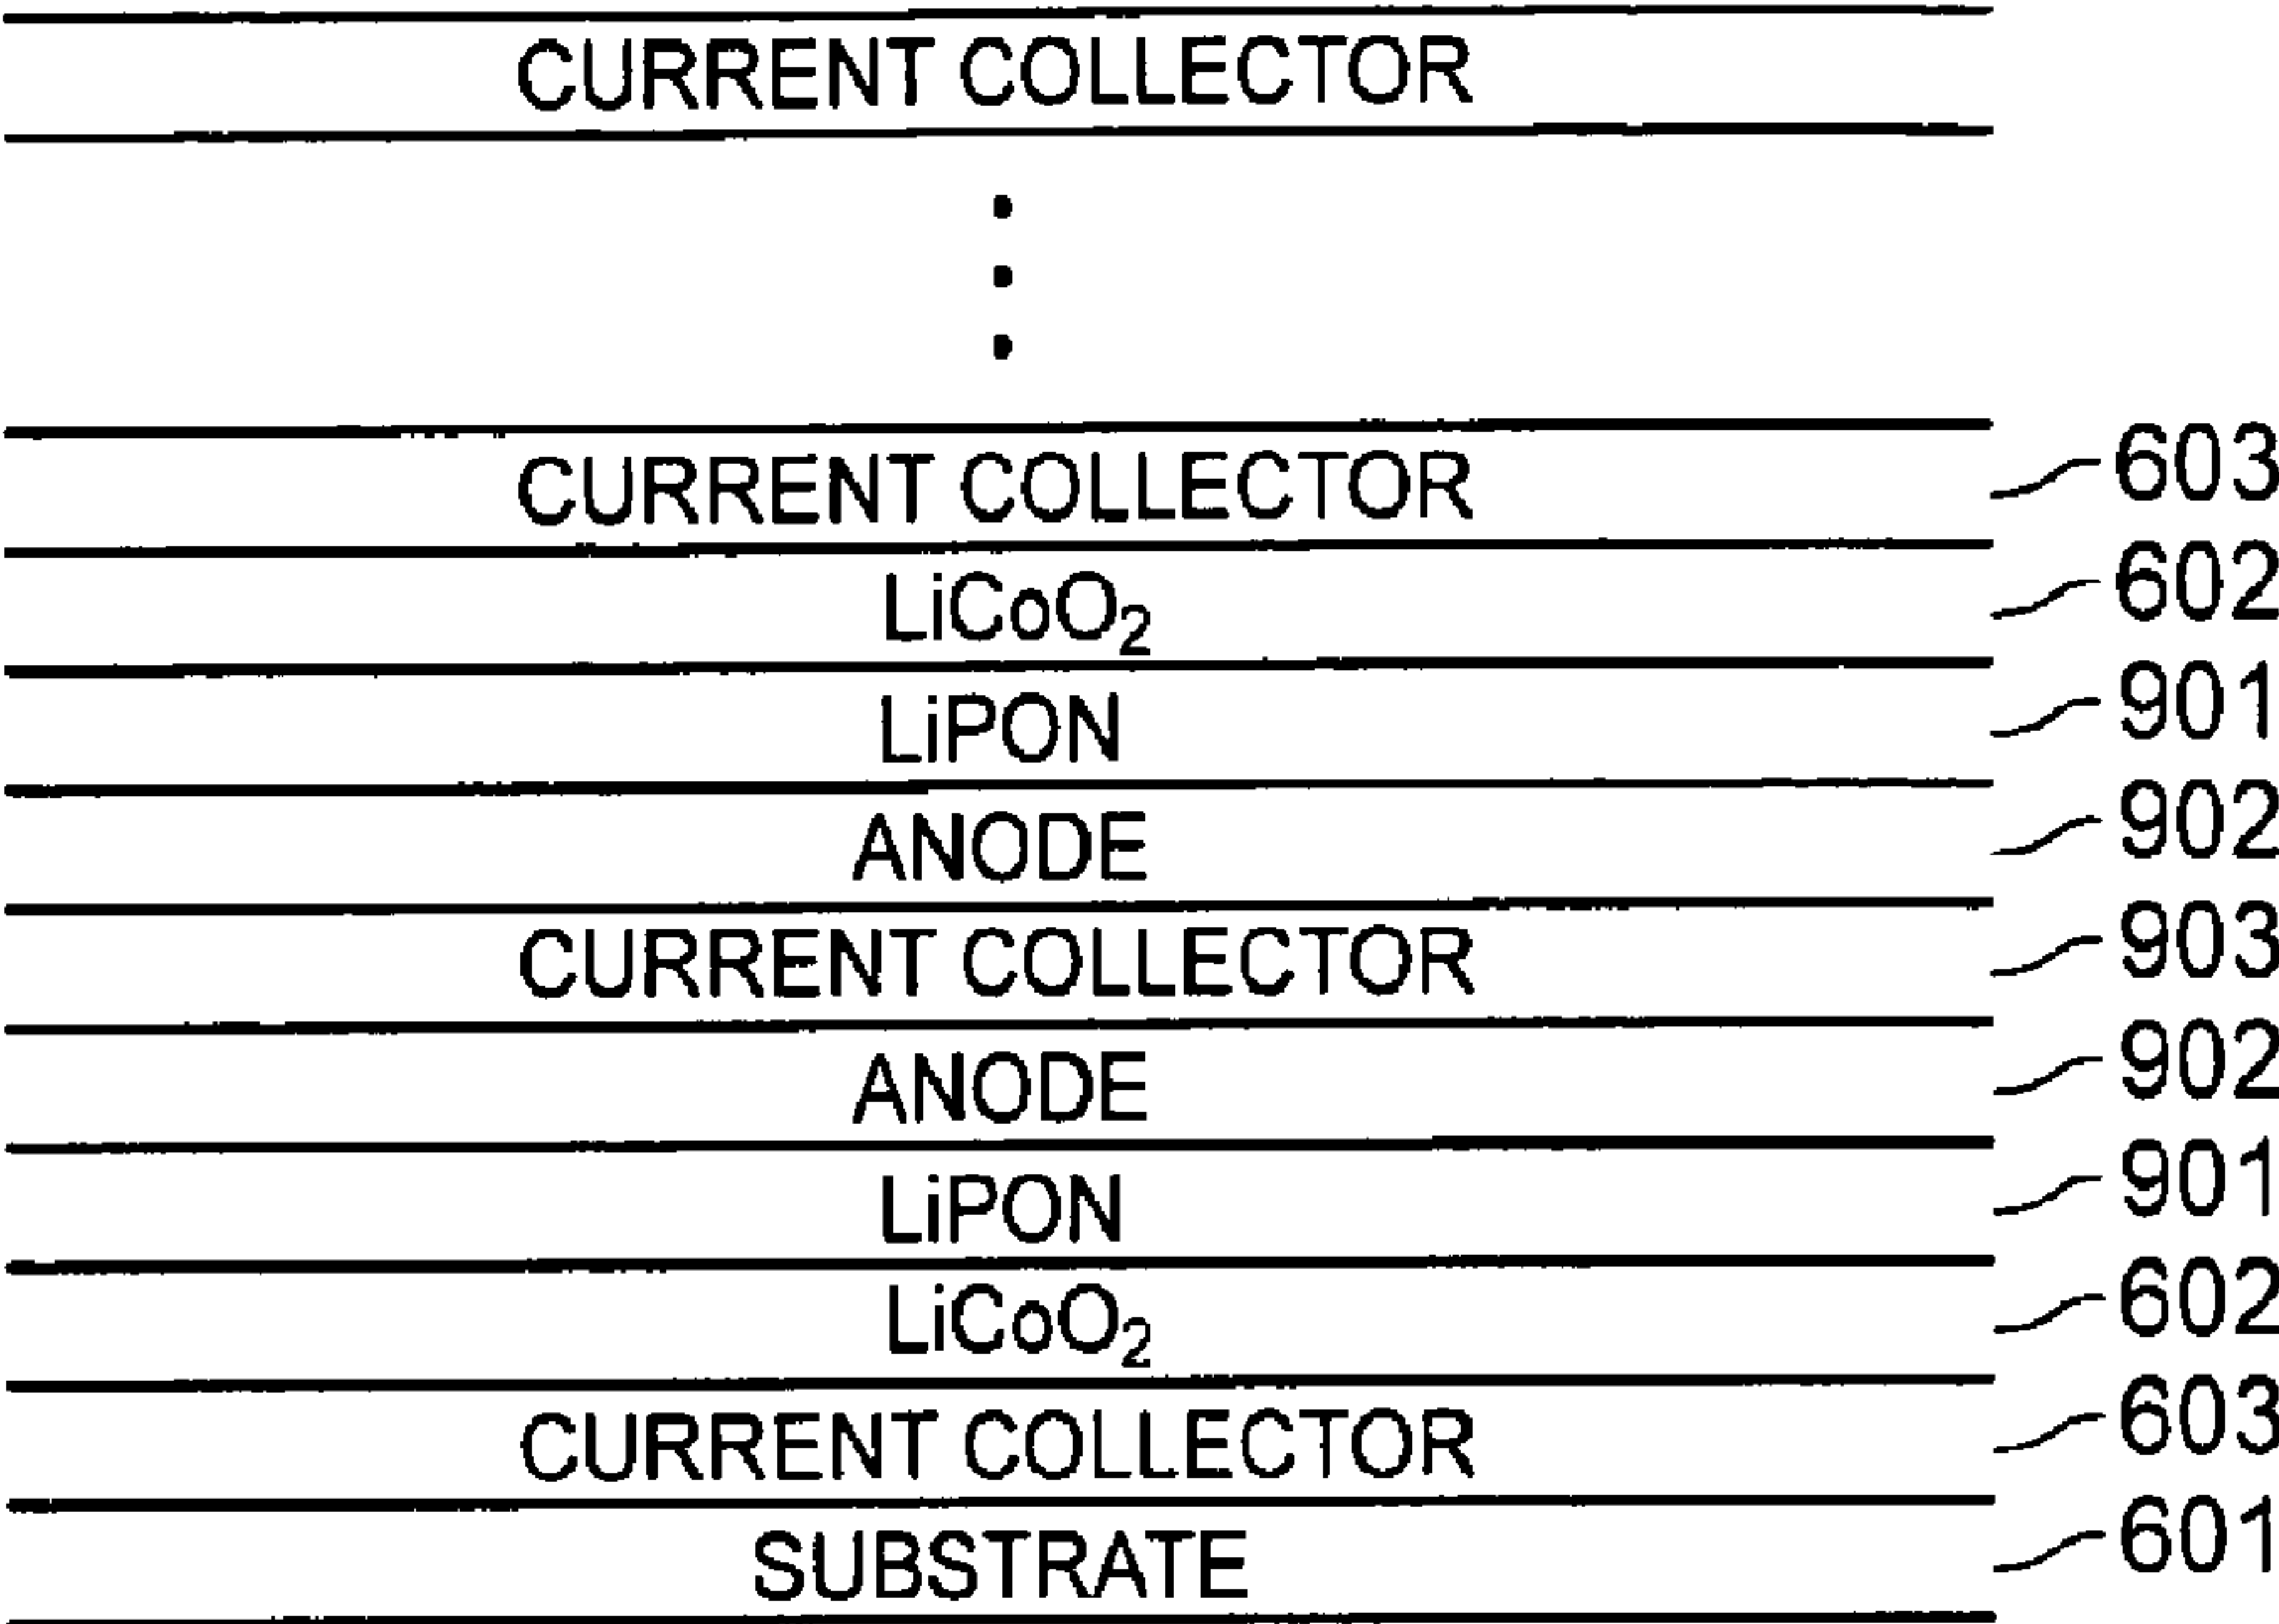 CURRENT COLLECTOR
CURRENT COLLECTOR 603
LiCoO₂ 602
LiPON 901
ANODE 902
CURRENT COLLECTOR 903
ANODE 902
LiPON 901
LiCoO₂ 602
CURRENT COLLECTOR 603
SUBSTRATE 601